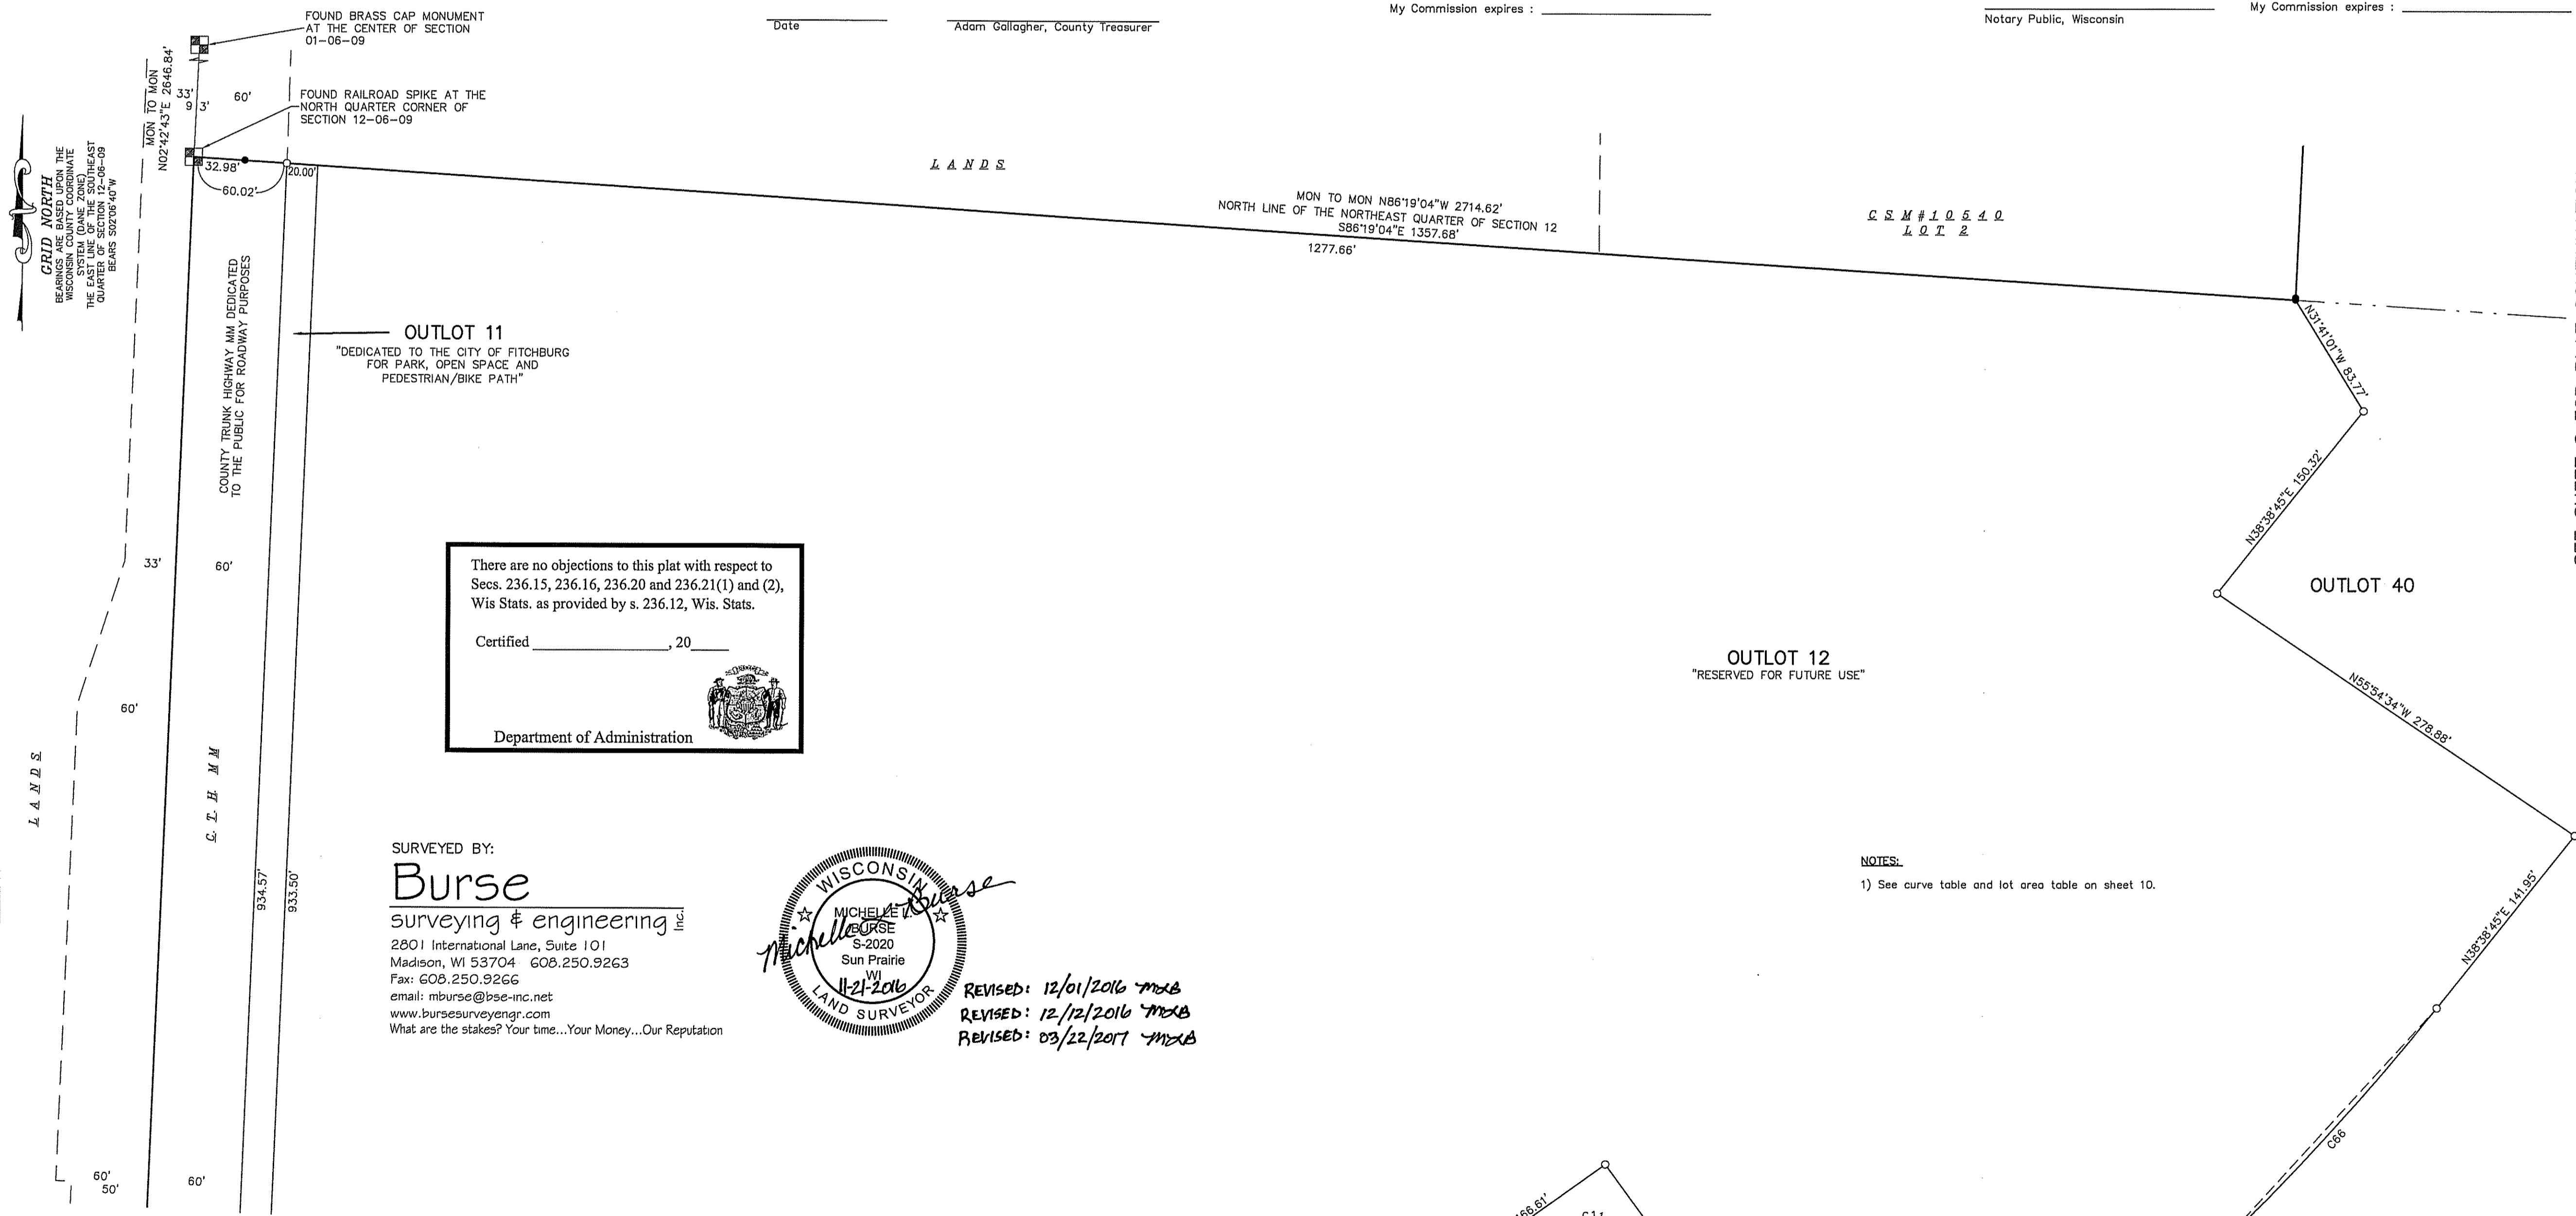 FOUND BRASS CAP MONUMENT
AT THE CENTER OF SECTION
01-06-09
Date
Adam Gallagher, County Treasurer
My Commission expires :
Notary Public, Wisconsin
My Commission expires :
MON TO MON
N02°42'43"E 2646.84'
33'
9 3'
60'
FOUND RAILROAD SPIKE AT THE
NORTH QUARTER CORNER OF
SECTION 12-06-09
GRID NORTH
BEARINGS ARE BASED UPON THE
WISCONSIN COUNTY COORDINATE
SYSTEM (DANE ZONE)
THE EAST LINE OF THE SOUTHEAST
QUARTER OF SECTION 12-06-09
BEARS S02°06'40"W
32.98'
60.02'
20.00'
LANDS
MON TO MON N86°19'04"W 2714.62'
NORTH LINE OF THE NORTHEAST QUARTER OF SECTION 12
S86°19'04"E 1357.68'
1277.66'
CSM#10540
LOT 2
COUNTY TRUNK HIGHWAY MM DEDICATED
TO THE PUBLIC FOR ROADWAY PURPOSES
OUTLOT 11
"DEDICATED TO THE CITY OF FITCHBURG
FOR PARK, OPEN SPACE AND
PEDESTRIAN/BIKE PATH"
N31°41'01"W 83.77'
N38°38'45"E 150.32'
OUTLOT 40
33'
60'
There are no objections to this plat with respect to
Secs. 236.15, 236.16, 236.20 and 236.21(1) and (2),
Wis Stats. as provided by s. 236.12, Wis. Stats.
Certified ________, 20____
Department of Administration
OUTLOT 12
"RESERVED FOR FUTURE USE"
N55°54'34"W 278.88'
60'
LANDS
C. T. H. MM
934.57'
933.50'
SURVEYED BY:
Burse
surveying & engineering Inc.
2801 International Lane, Suite 101
Madison, WI 53704 608.250.9263
Fax: 608.250.9266
email: mburse@bse-inc.net
www.bursesurveyengr.com
What are the stakes? Your time...Your Money...Our Reputation
WISCONSIN
MICHELLE L.
BURSE
S-2020
Sun Prairie
WI
11-21-2016
LAND SURVEYOR
Michelle L Burse
REVISED: 12/01/2016 MLB
REVISED: 12/12/2016 MLB
REVISED: 03/22/2017 MLB
NOTES:
1) See curve table and lot area table on sheet 10.
N38°38'45"E 141.95'
C66
60'
50'
60'
66.61'